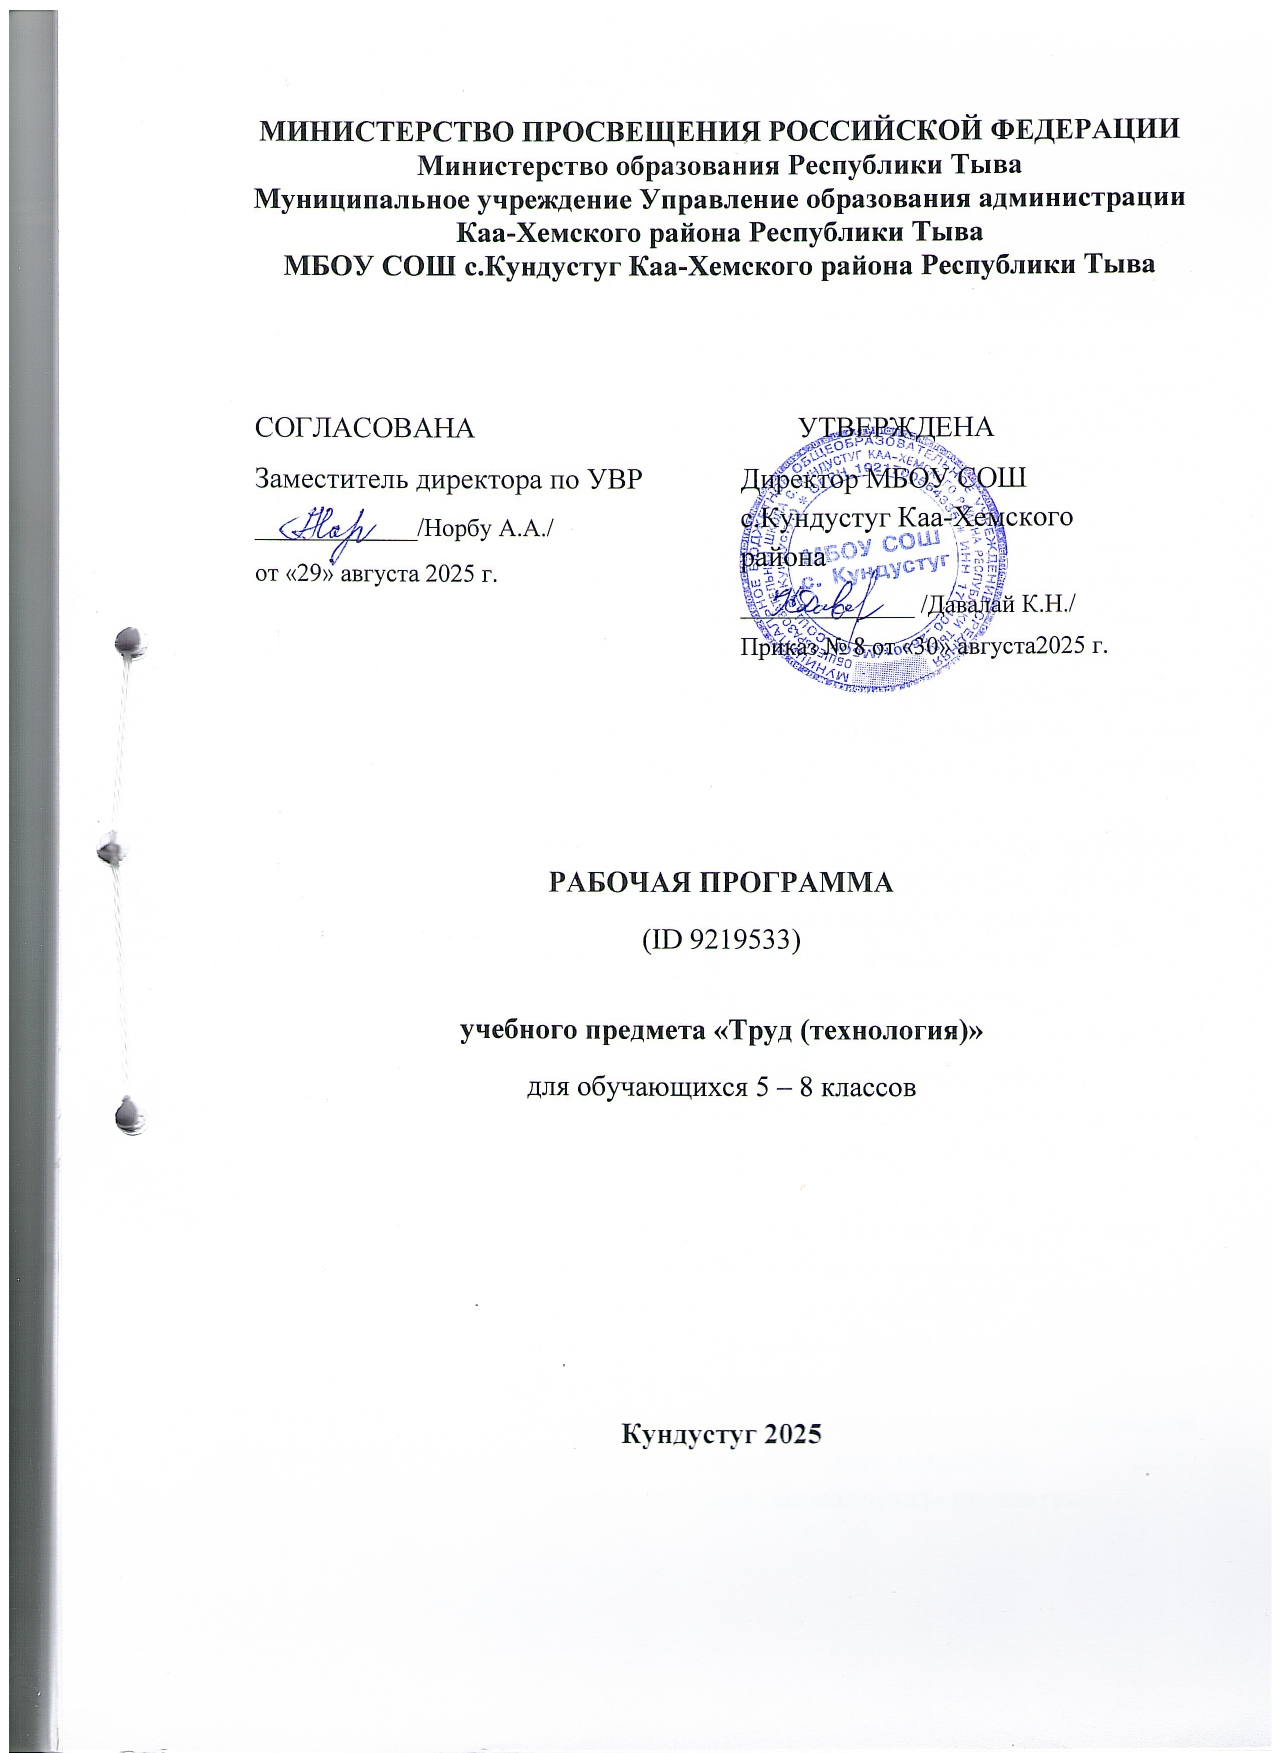 МИНИСТЕРСТВО ПРОСВЕЩЕНИЯ РОССИЙСКОЙ ФЕДЕРАЦИИ
Министерство образования Республики Тыва
Муниципальное учреждение Управление образования администрации
Каа-Хемского района Республики Тыва
МБОУ СОШ с.Кундустуг Каа-Хемского района Республики Тыва
СОГЛАСОВАНА
Заместитель директора по УВР
/Норбу А.А./
от «29» августа 2025 г.
УТВЕРЖДЕНА
Директор МБОУ СОШ
с.Кундустуг Каа-Хемского
района
/Давалай К.Н./
Приказ № 8 от «30» августа2025 г.
МБОУ СОШ
с. Кундустуг
РАБОЧАЯ ПРОГРАММА
(ID 9219533)
учебного предмета «Труд (технология)»
для обучающихся 5 – 8 классов
Кундустуг 2025